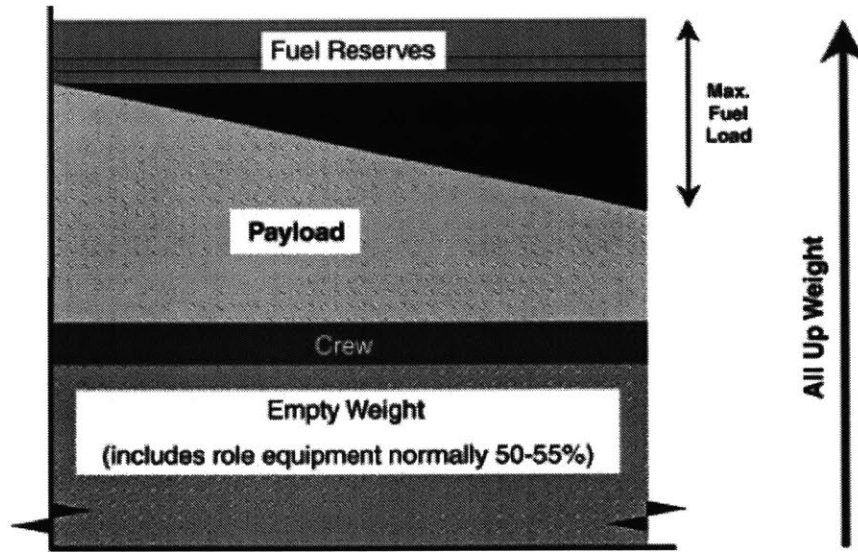 Fuel Reserves
Max.
Fuel
Load
Payload
All Up Weight
Crew
Empty Weight
(includes role equipment normally 50-55%)